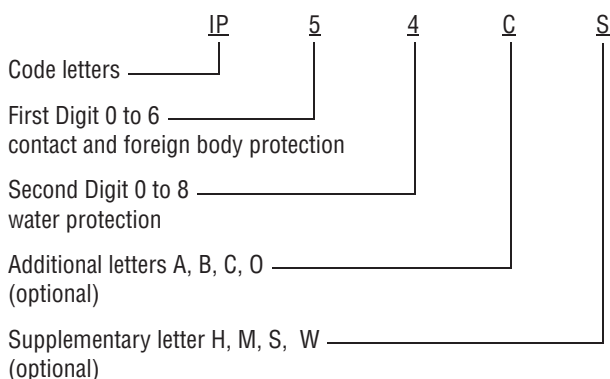 IP 5 4 C S
Code letters
First Digit 0 to 6
contact and foreign body protection
Second Digit 0 to 8
water protection
Additional letters A, B, C, O
(optional)
Supplementary letter H, M, S, W
(optional)